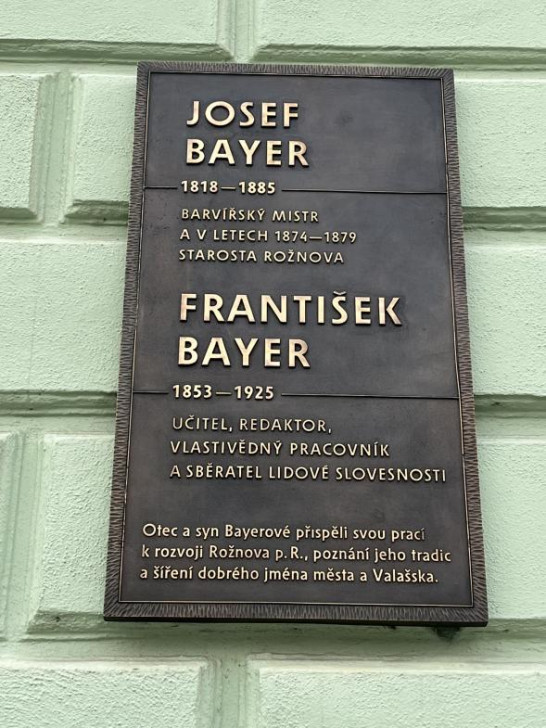 JOSEF
BAYER
1818—1885
BARVÍŘSKÝ MISTR
A V LETECH 1874—1879
STAROSTA ROŽNOVA
FRANTIŠEK
BAYER
1853—1925
UČITEL, REDAKTOR,
VLASTIVĚDNÝ PRACOVNÍK
A SBĚRATEL LIDOVÉ SLOVESNOSTI
Otec a syn Bayerové přispěli svou prací
k rozvoji Rožnova p. R., poznání jeho tradic
a šíření dobrého jména města a Valašska.